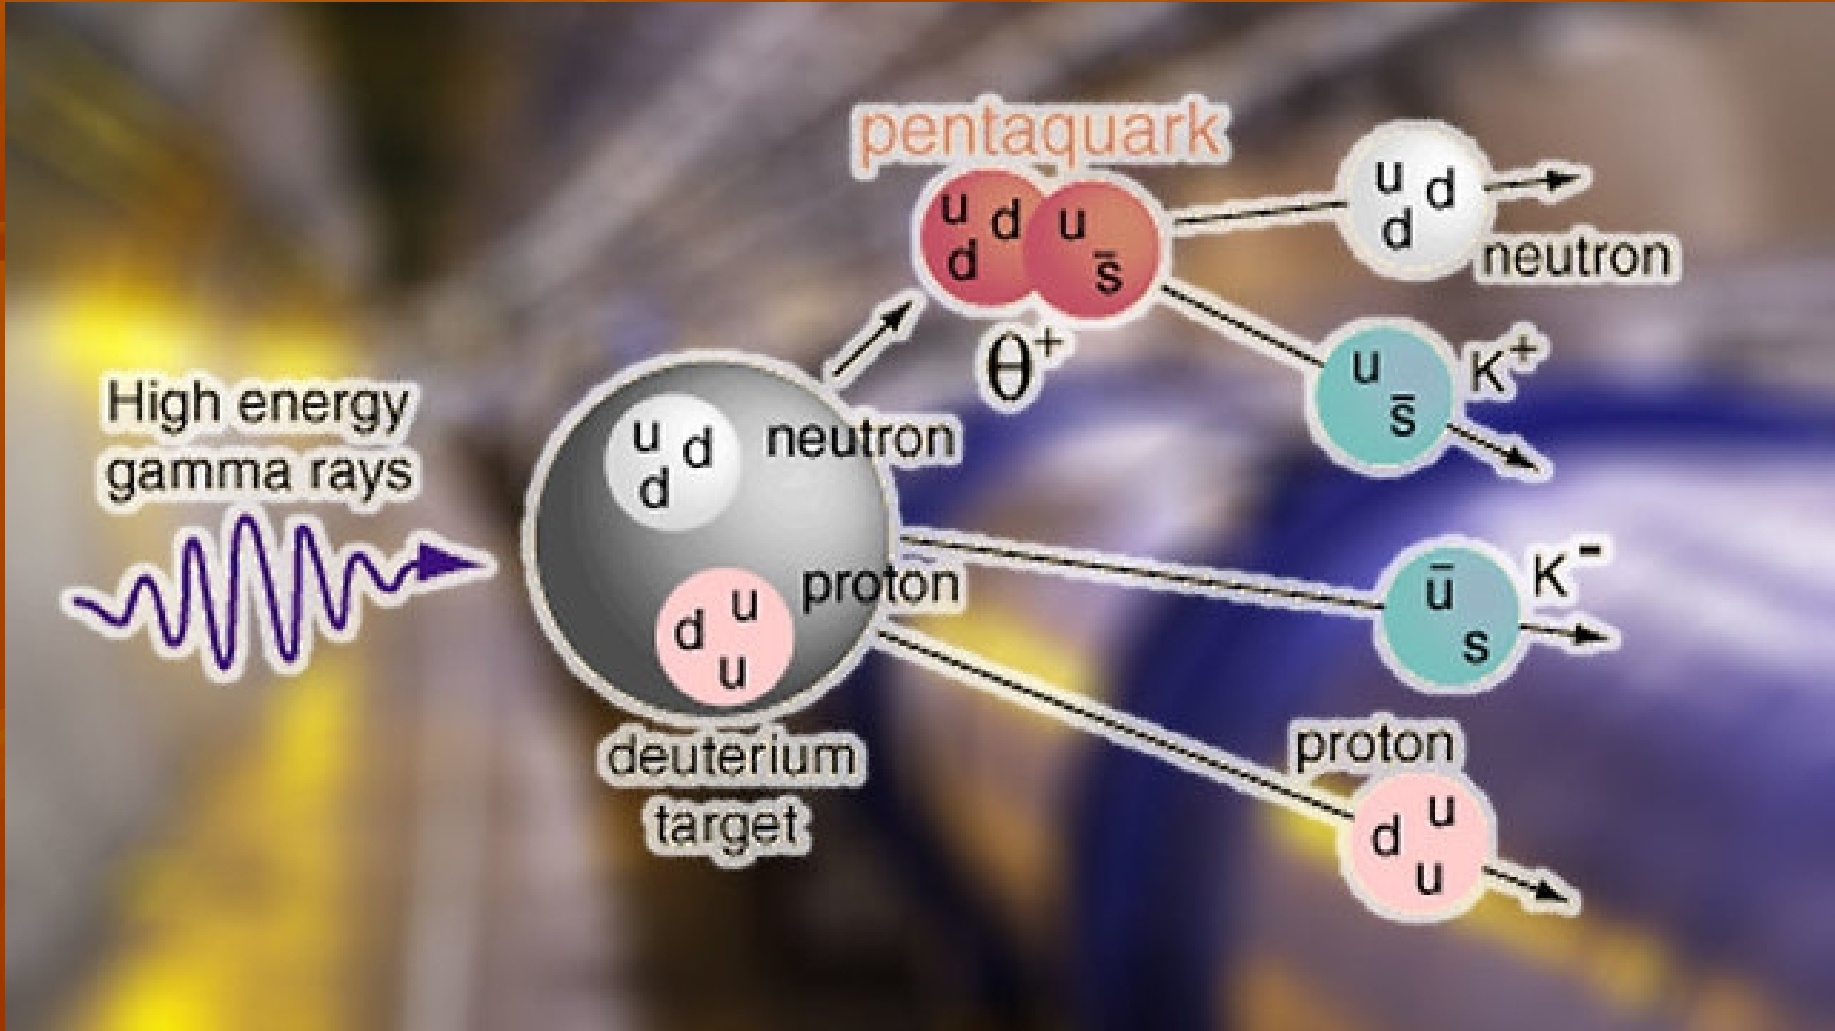 pentaquark
u d u
d s̄
θ+
u d
d
neutron
u
s̄
K+
High energy
gamma rays
u d
d
neutron
d u
u
proton
deuterium
target
ū
s
K-
proton
d u
u